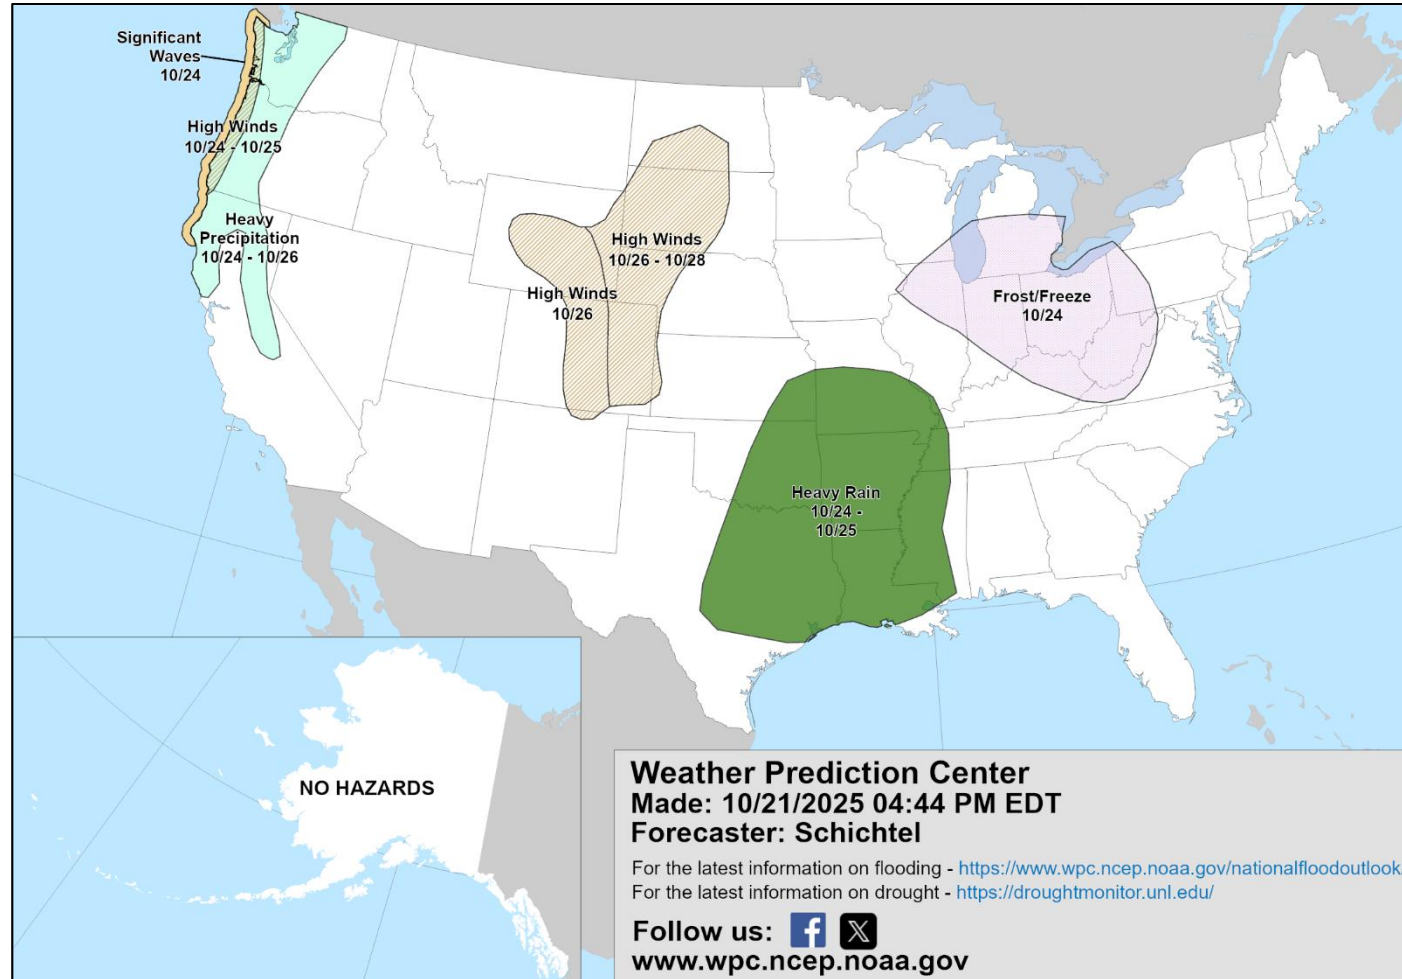 Significant
Waves
10/24
High Winds
10/24 - 10/25
Heavy
Precipitation
10/24 - 10/26
High Winds
10/26 - 10/28
High Winds
10/26
Frost/Freeze
10/24
Heavy Rain
10/24 -
10/25
NO HAZARDS
Weather Prediction Center
Made: 10/21/2025 04:44 PM EDT
Forecaster: Schichtel
For the latest information on flooding - https://www.wpc.ncep.noaa.gov/nationalfloodoutlook/
For the latest information on drought - https://droughtmonitor.unl.edu/
Follow us:
www.wpc.ncep.noaa.gov